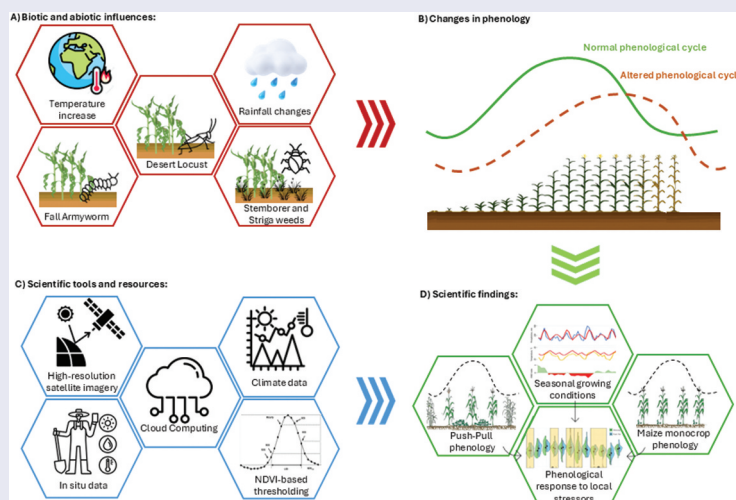 A) Biotic and abiotic influences:
Temperature
increase
Rainfall changes
Desert Locust
Fall Armyworm
Stemborer and
Striga weeds
B) Changes in phenology
Normal phenological cycle
Altered phenological cycl
C) Scientific tools and resources:
High-resolution
satellite imagery
Climate data
Cloud Computing
In situ data
NDVI-based
thresholding
D) Scientific findings:
Seasonal growing
conditions
Push-Pull
phenology
Maize monocrop
phenology
Phenological
response to local
stressors